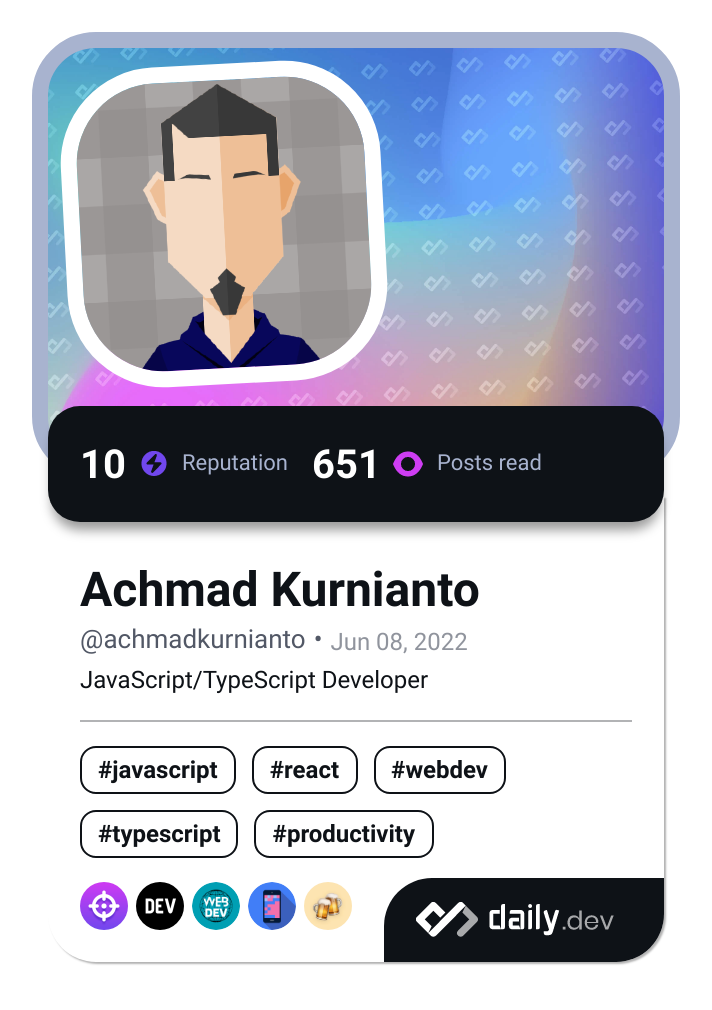 10 Reputation 651 Posts read
Achmad Kurnianto
@achmadkurnianto • Jun 08, 2022
JavaScript/TypeScript Developer
#javascript #react #webdev
#typescript #productivity
DEV WEB DEV
daily.dev